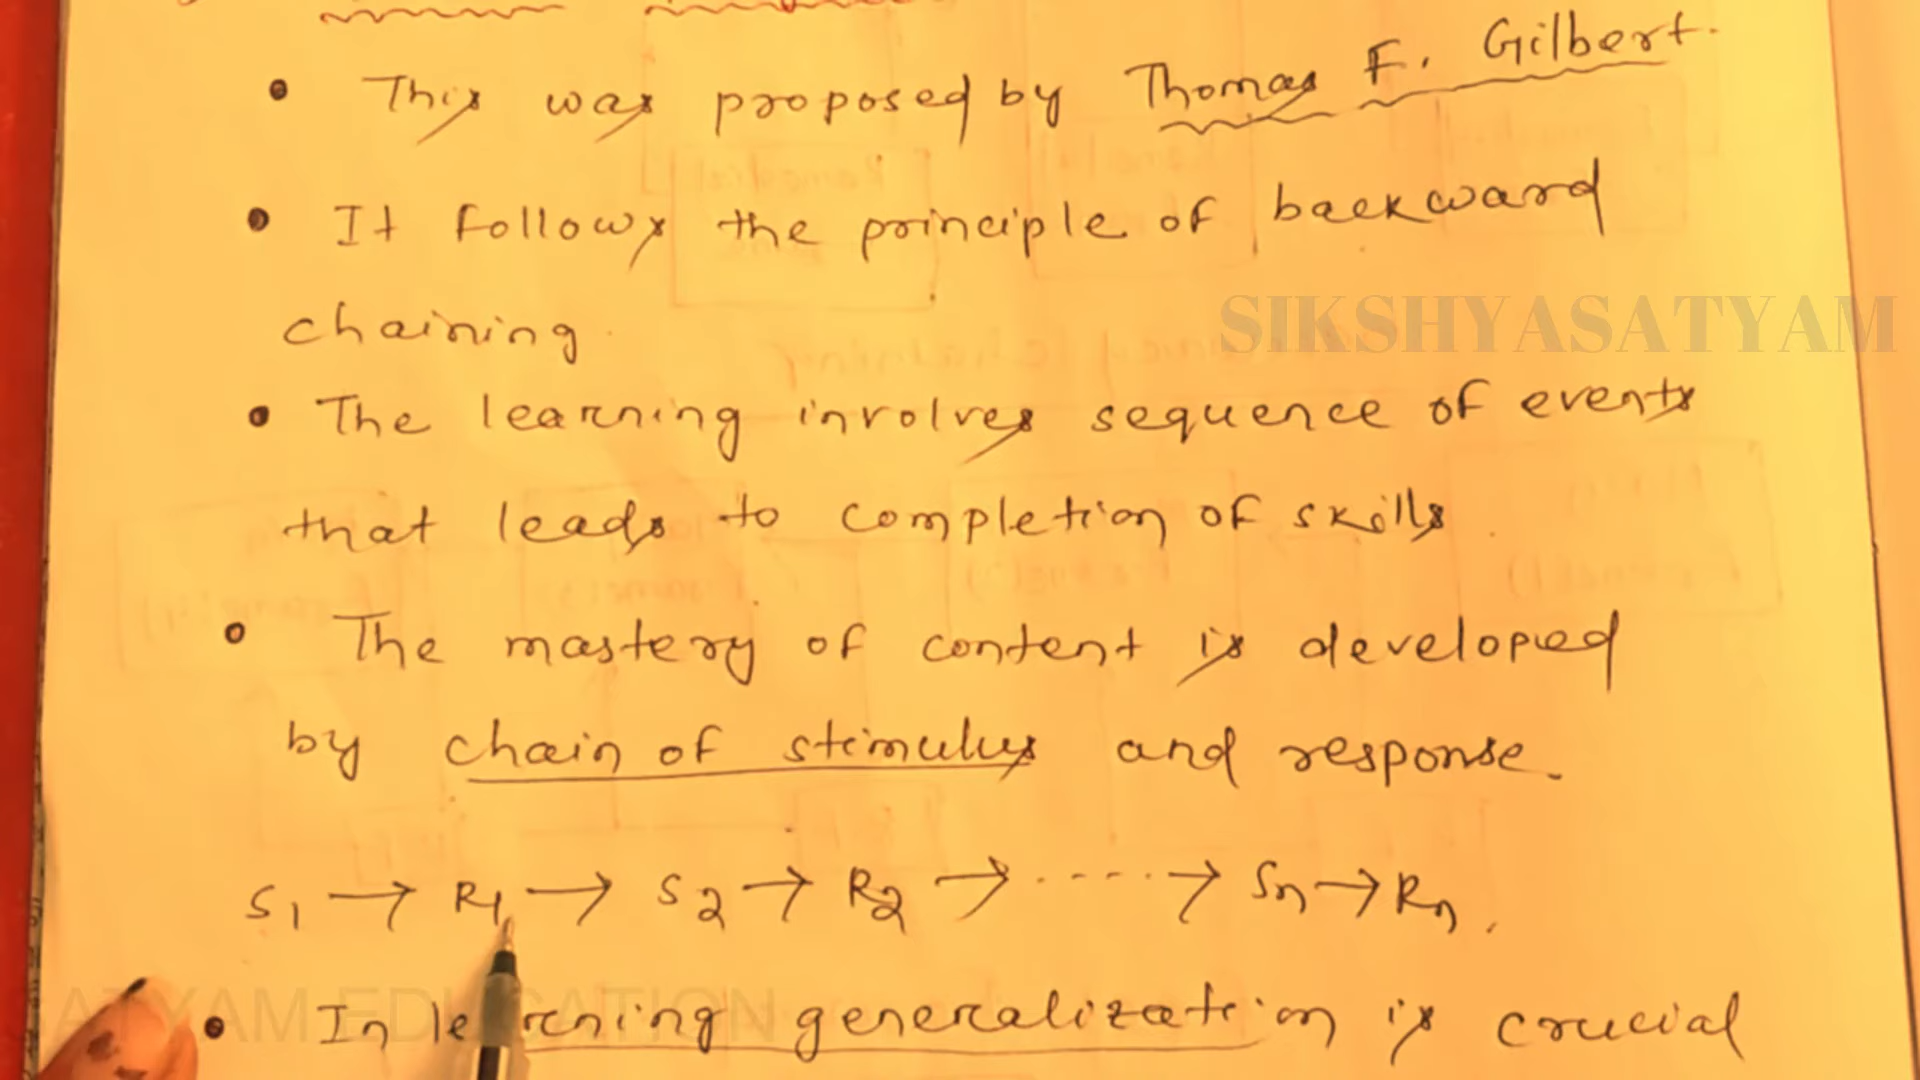 • This was proposed by Thomas F. Gilbert.
• It follows the principle of backward
SIKSHYASATYAM
chaining.
• The learning involves sequence of events
that leads to completion of skills.
• The mastery of content is developed
by chain of stimulus and response.
S1 → R1 → S2 → R2 → ---- → Sn → Rn.
SATYAM EDUCATION
• In learning generalization is crucial